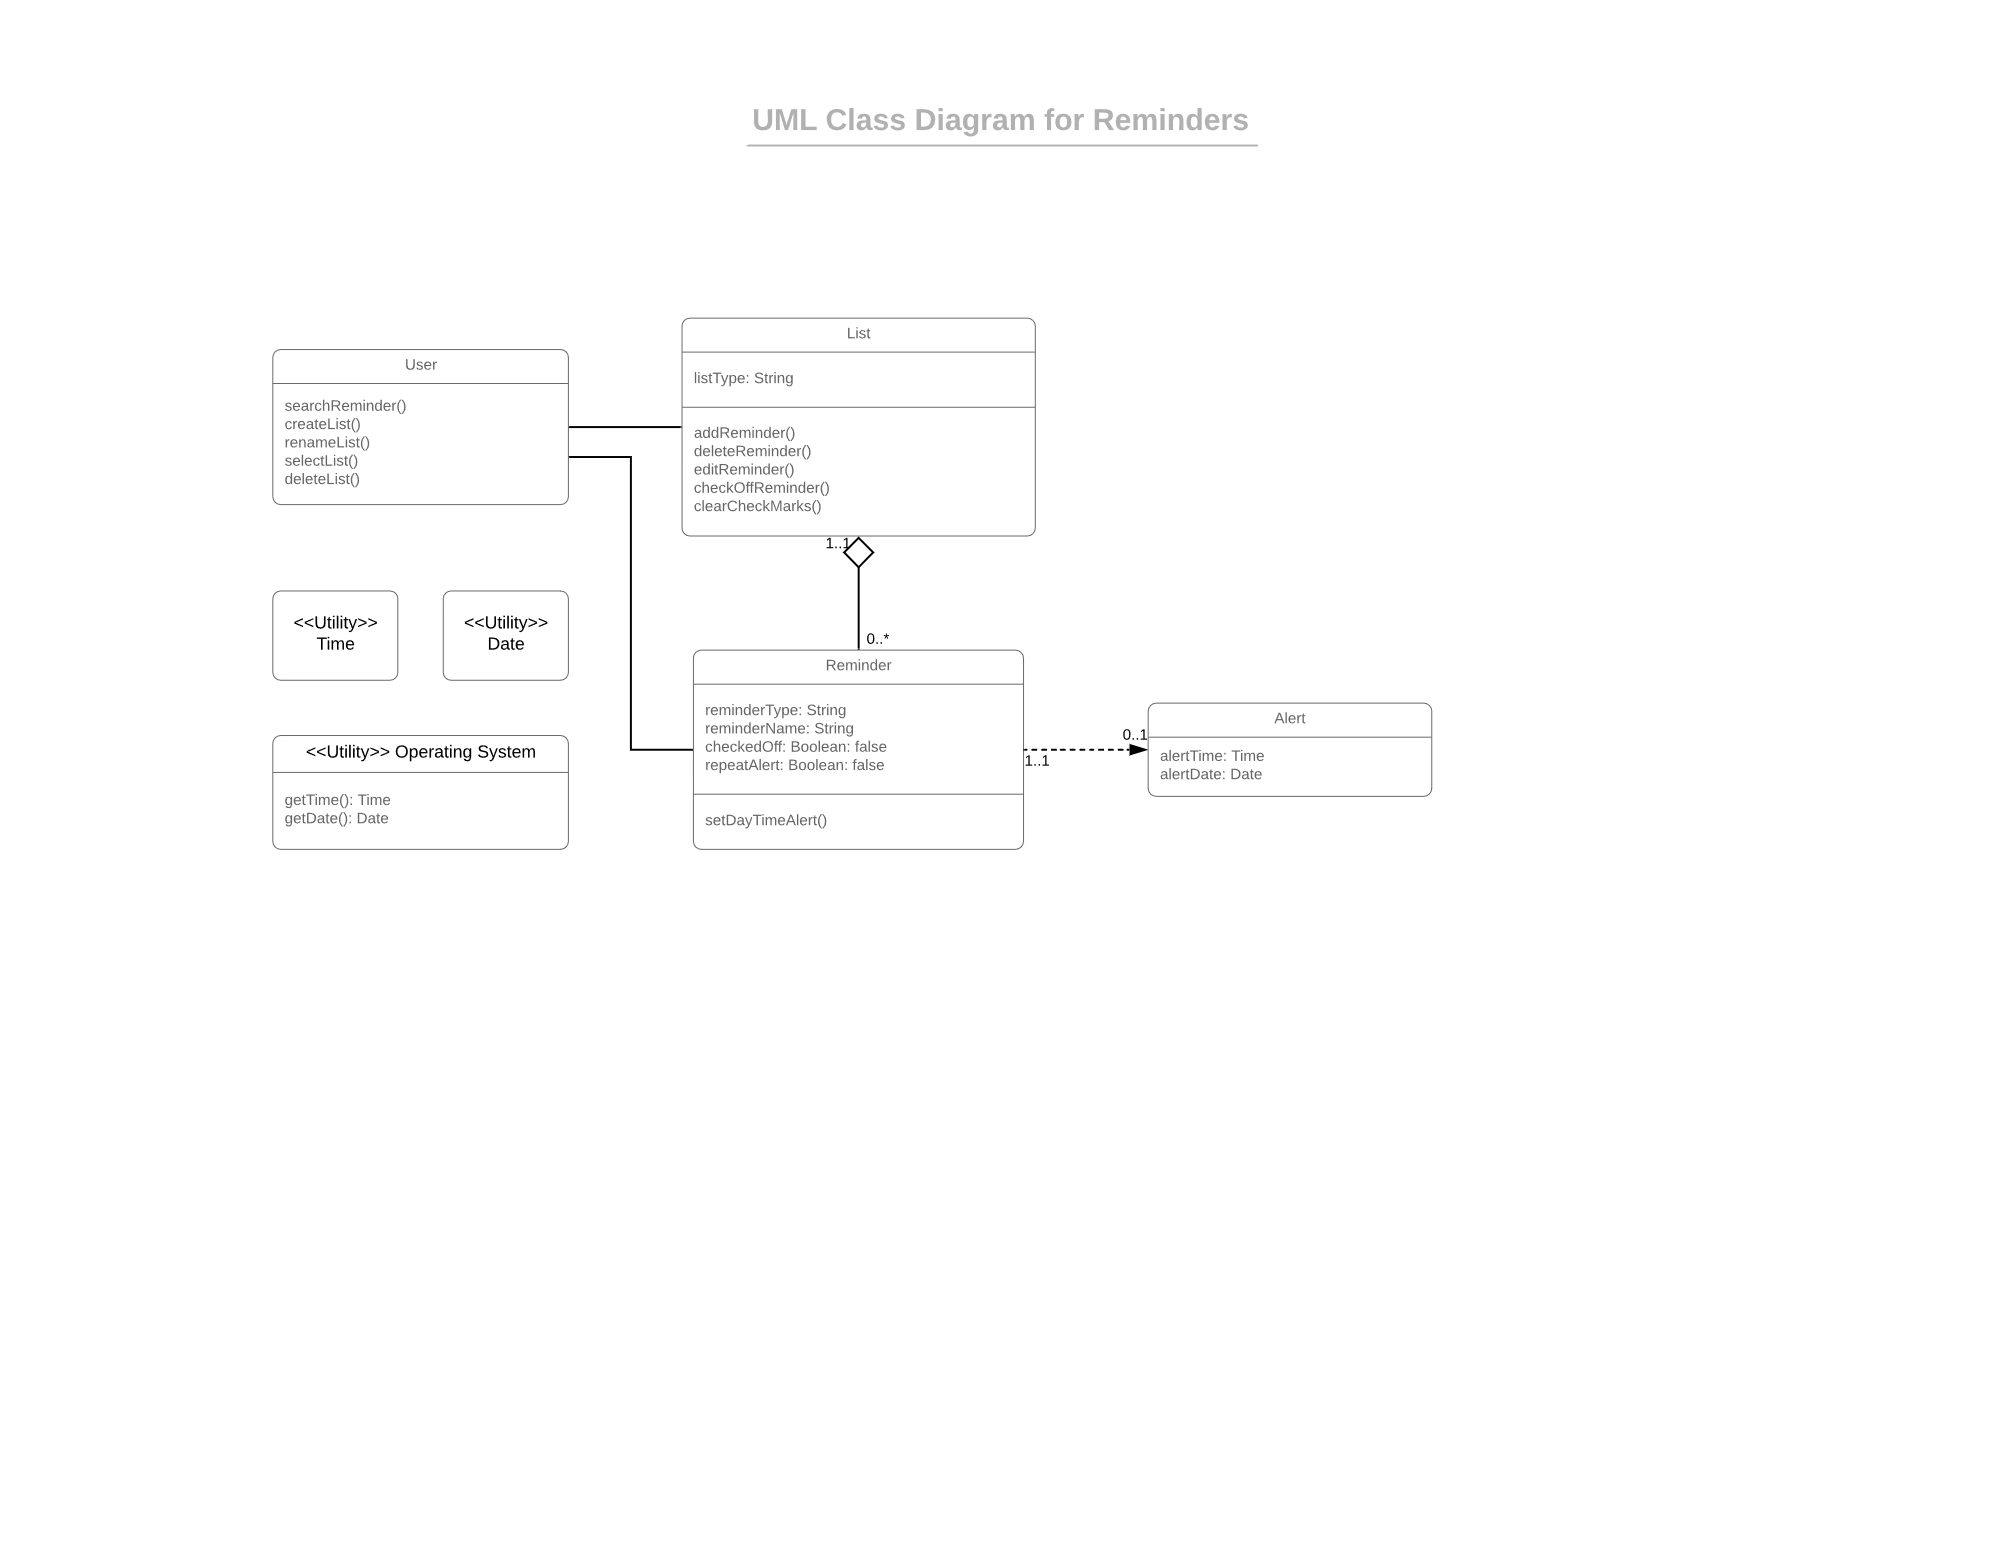 UML Class Diagram for Reminders
User
searchReminder()
createList()
renameList()
selectList()
deleteList()
List
listType: String
addReminder()
deleteReminder()
editReminder()
checkOffReminder()
clearCheckMarks()
1..1
0..*
<<Utility>>
Time
<<Utility>>
Date
<<Utility>> Operating System
getTime(): Time
getDate(): Date
Reminder
reminderType: String
reminderName: String
checkedOff: Boolean: false
repeatAlert: Boolean: false
setDayTimeAlert()
1..1
0..1
Alert
alertTime: Time
alertDate: Date